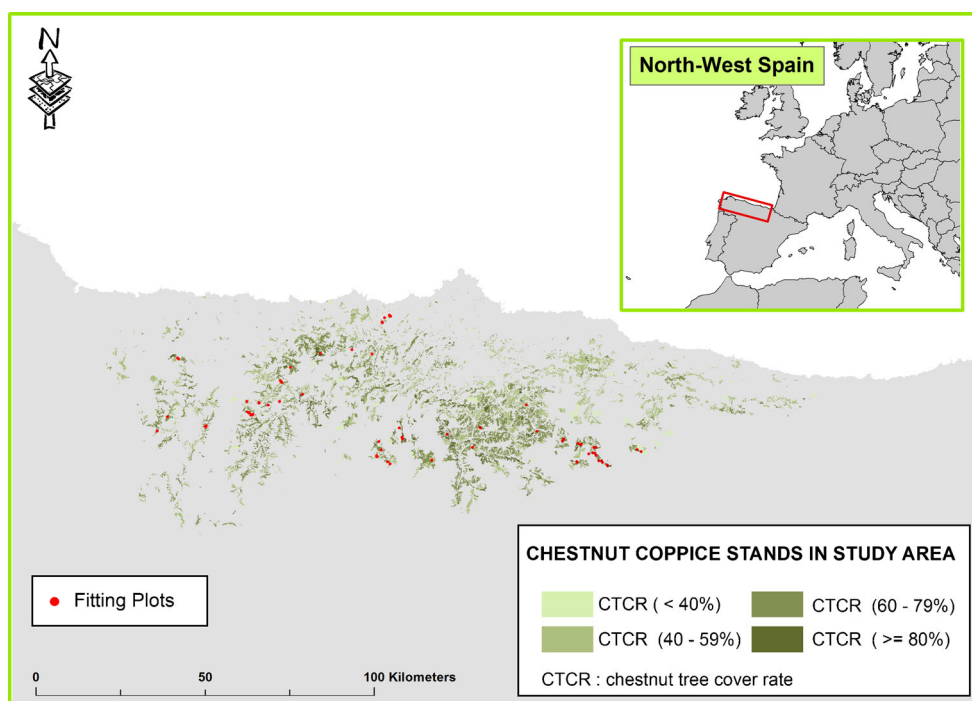 N
North-West Spain
CHESTNUT COPPICE STANDS IN STUDY AREA
CTCR ( < 40%)
CTCR (60 - 79%)
CTCR (40 - 59%)
CTCR ( >= 80%)
CTCR : chestnut tree cover rate
Fitting Plots
0 50 100 Kilometers